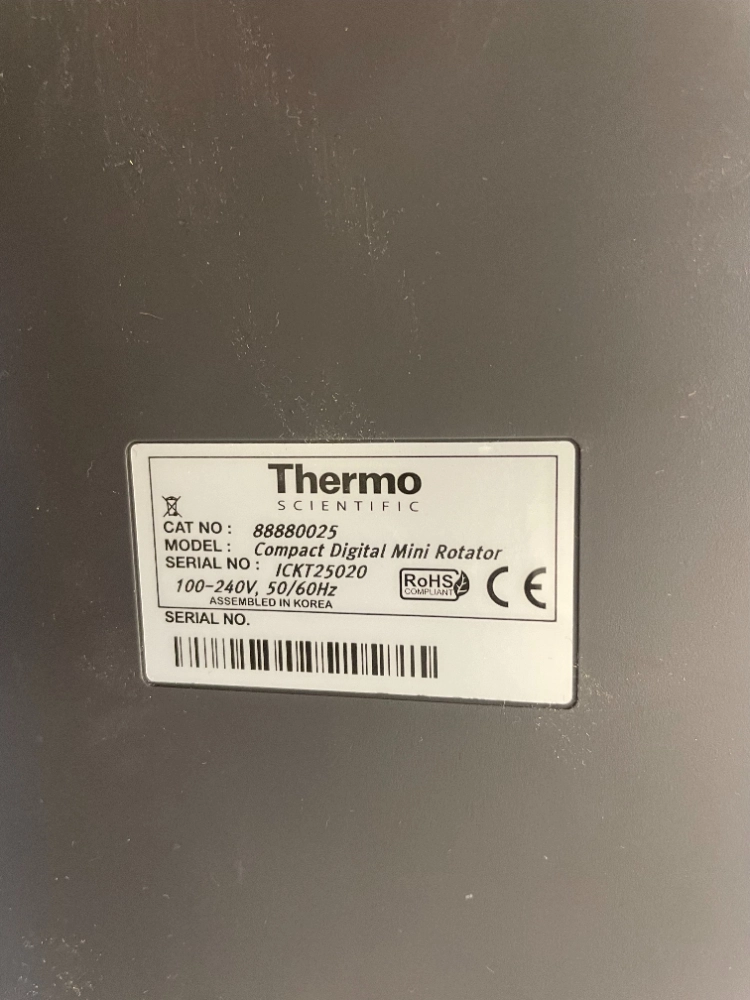 Thermo
SCIENTIFIC
CAT NO : 88880025
MODEL : Compact Digital Mini Rotator
SERIAL NO : ICKT25020
100-240V, 50/60Hz
ASSEMBLED IN KOREA
RoHS
COMPLIANT
CE
SERIAL NO.